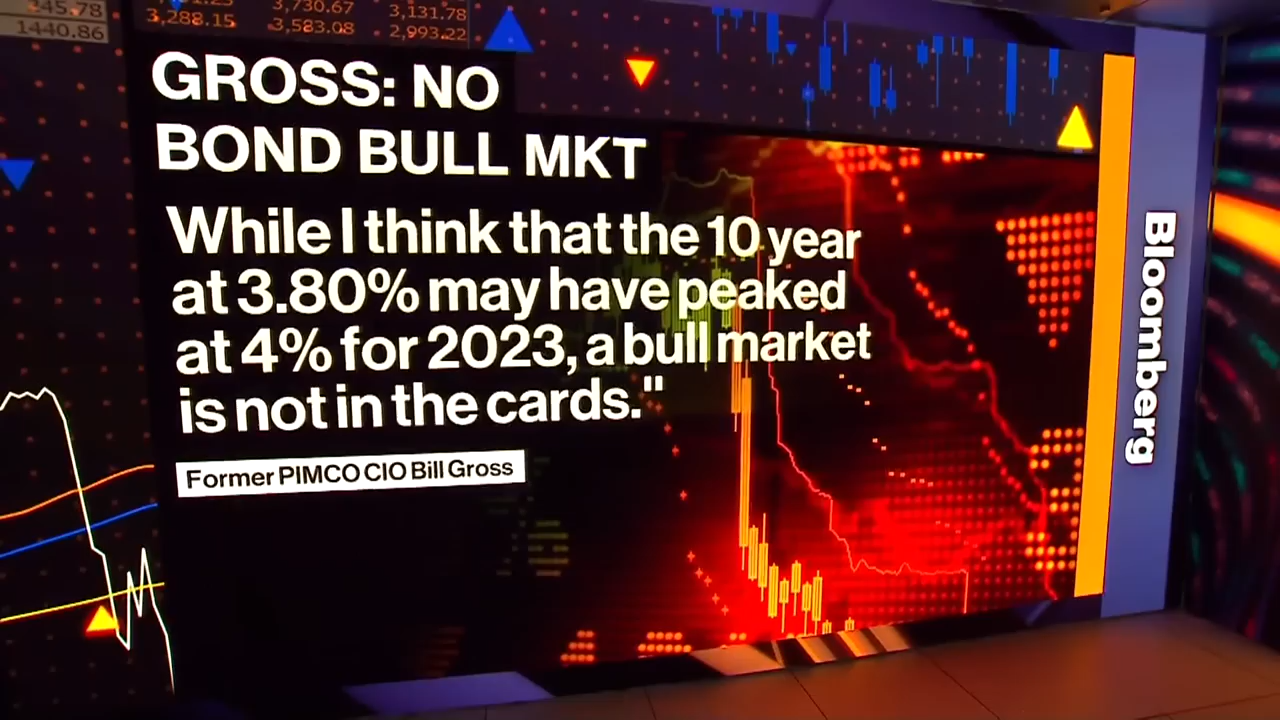 345.78
1440.86
3,730.67
3,131.78
3,288.15
3,583.08
2,993.22
GROSS: NO
BOND BULL MKT
While I think that the 10 year
at 3.80% may have peaked
at 4% for 2023, a bull market
is not in the cards."
Former PIMCO CIO Bill Gross
Bloomberg